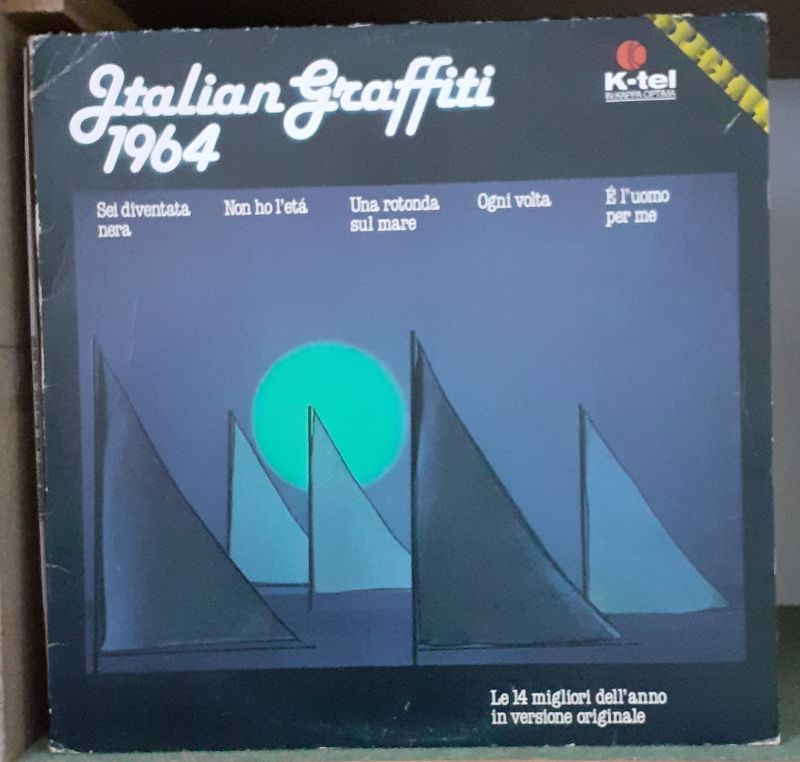 Italian Graffiti
1964
K-tel
IN KAPPA OPTIMA
SPECIAL
Sei diventata
nera
Non ho l'etá
Una rotonda
sul mare
Ogni volta
É l'uomo
per me
Le 14 migliori dell'anno
in versione originale